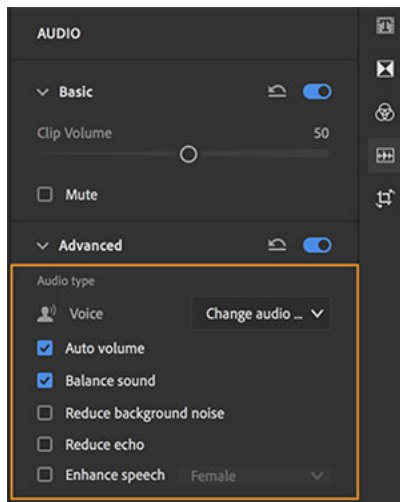 AUDIO
Basic
Clip Volume 50
Mute
Advanced
Audio type
Voice Change audio ...
Auto volume
Balance sound
Reduce background noise
Reduce echo
Enhance speech Female